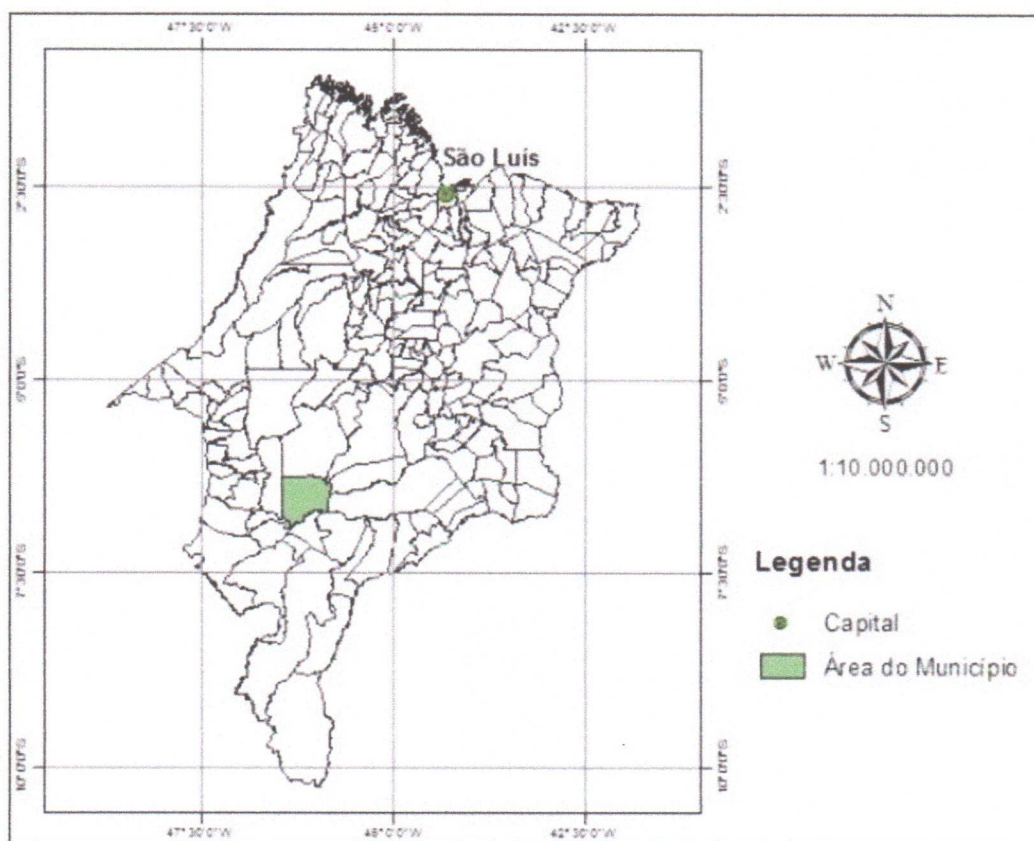 47°30'0"W 45°0'0"W 42°30'0"W
São Luís
2°30'0"S 2°30'0"S
N
W E
S
5°0'0"S 5°0'0"S
1:10.000.000
Legenda
7°30'0"S 7°30'0"S
Capital
Área do Município
10°0'0"S 10°0'0"S
47°30'0"W 45°0'0"W 42°30'0"W